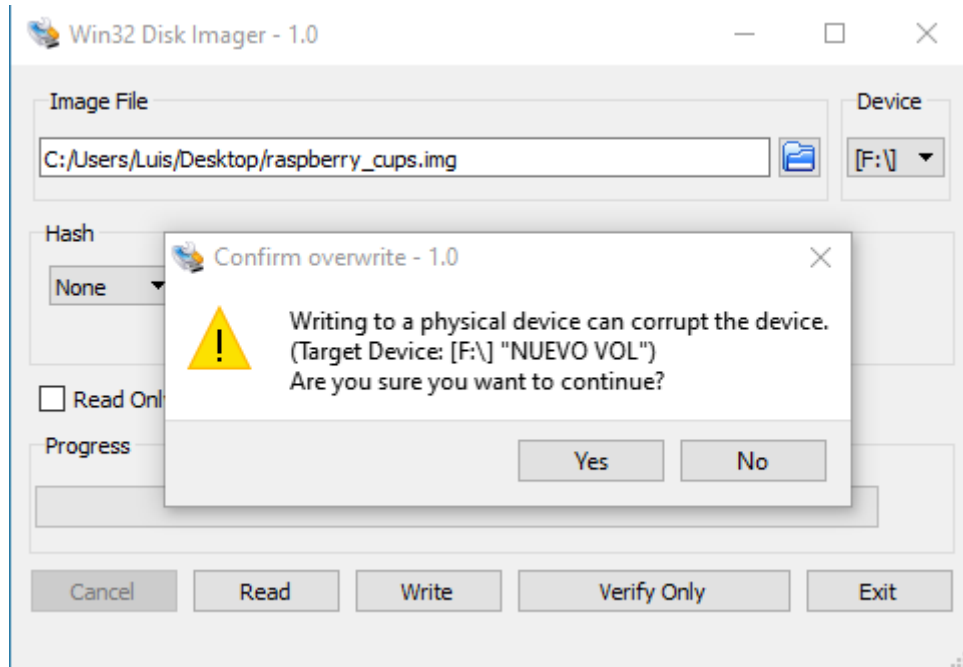 Win32 Disk Imager - 1.0
Image File
Device
C:/Users/Luis/Desktop/raspberry_cups.img
[F:\]
Hash
None
Confirm overwrite - 1.0
Writing to a physical device can corrupt the device.
(Target Device: [F:\] "NUEVO VOL")
Are you sure you want to continue?
Yes
No
Read Onl
Progress
Cancel
Read
Write
Verify Only
Exit